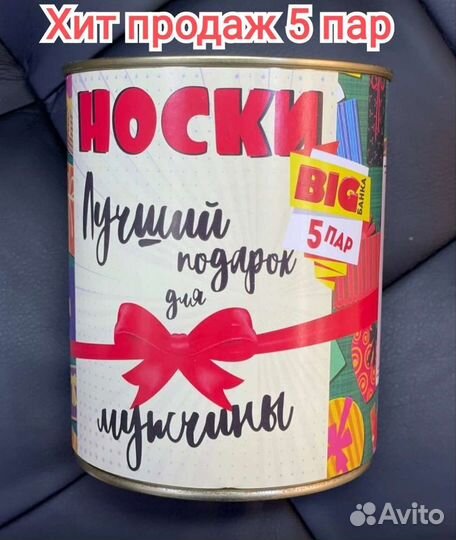 Хит продаж 5 пар
НОСКИ
BIG
БАНКА
5 ПАР
Лучший
подарок
для
мужчины
Avito